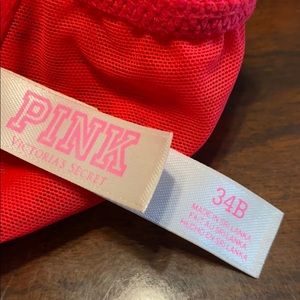 PINK
VICTORIA'S SECRET
34B
MADE IN SRI LANKA
FAIT AU SRI LANKA
HECHO EN SRI LANKA